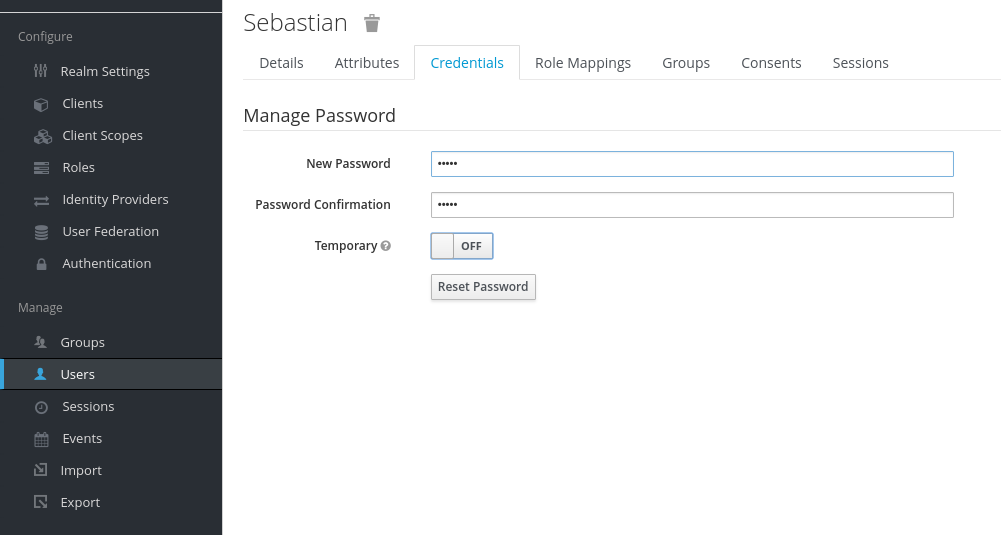 Configure
Realm Settings
Clients
Client Scopes
Roles
Identity Providers
User Federation
Authentication
Manage
Groups
Users
Sessions
Events
Import
Export
Sebastian
Details Attributes Credentials Role Mappings Groups Consents Sessions
Manage Password
New Password •••••
Password Confirmation •••••
Temporary ? OFF
Reset Password